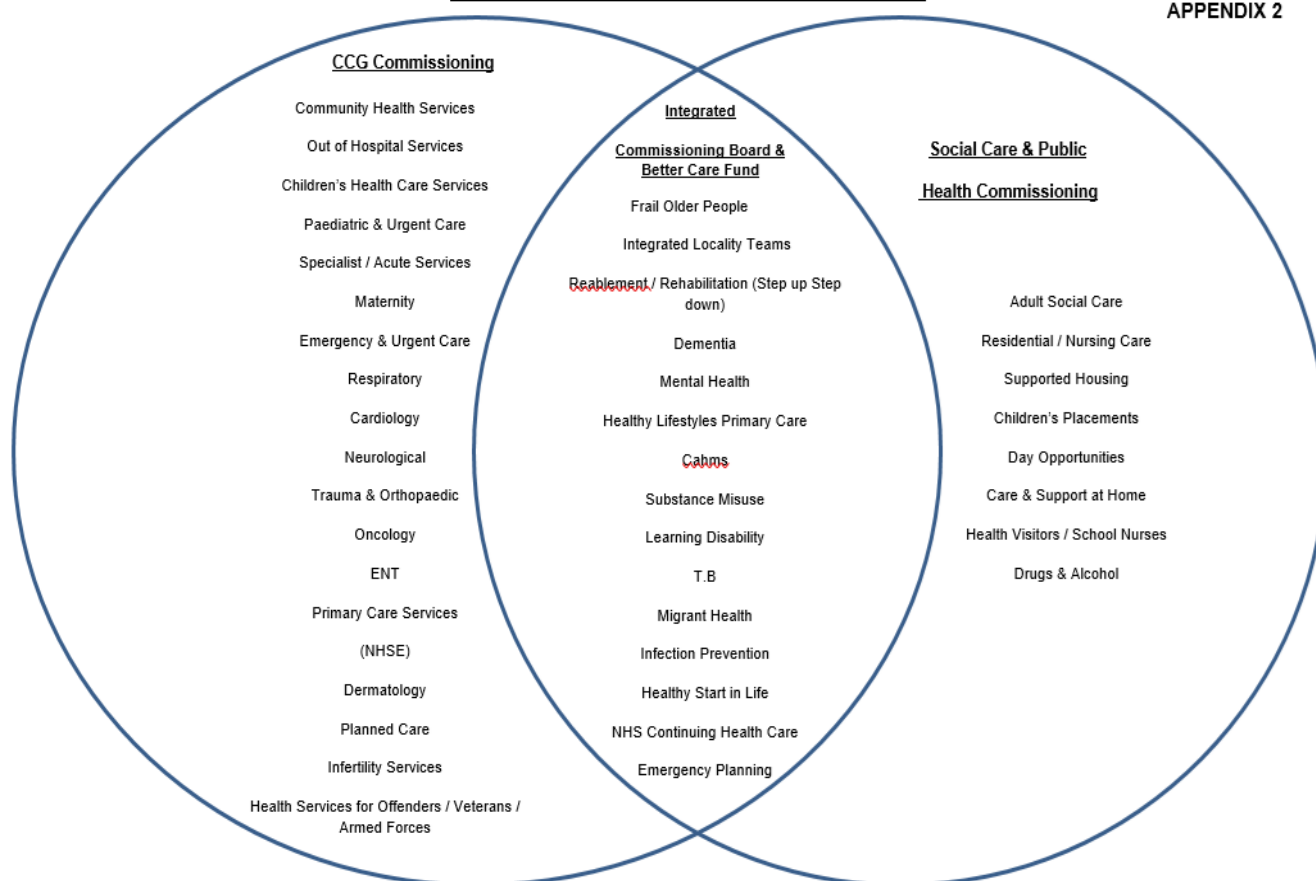 APPENDIX 2
CCG Commissioning
Community Health Services
Out of Hospital Services
Children's Health Care Services
Paediatric & Urgent Care
Specialist / Acute Services
Maternity
Emergency & Urgent Care
Respiratory
Cardiology
Neurological
Trauma & Orthopaedic
Oncology
ENT
Primary Care Services
(NHSE)
Dermatology
Planned Care
Infertility Services
Health Services for Offenders / Veterans /
Armed Forces
Integrated
Commissioning Board &
Better Care Fund
Frail Older People
Integrated Locality Teams
Reablement / Rehabilitation (Step up Step
down)
Dementia
Mental Health
Healthy Lifestyles Primary Care
Cahms
Substance Misuse
Learning Disability
T.B
Migrant Health
Infection Prevention
Healthy Start in Life
NHS Continuing Health Care
Emergency Planning
Social Care & Public
Health Commissioning
Adult Social Care
Residential / Nursing Care
Supported Housing
Children's Placements
Day Opportunities
Care & Support at Home
Health Visitors / School Nurses
Drugs & Alcohol